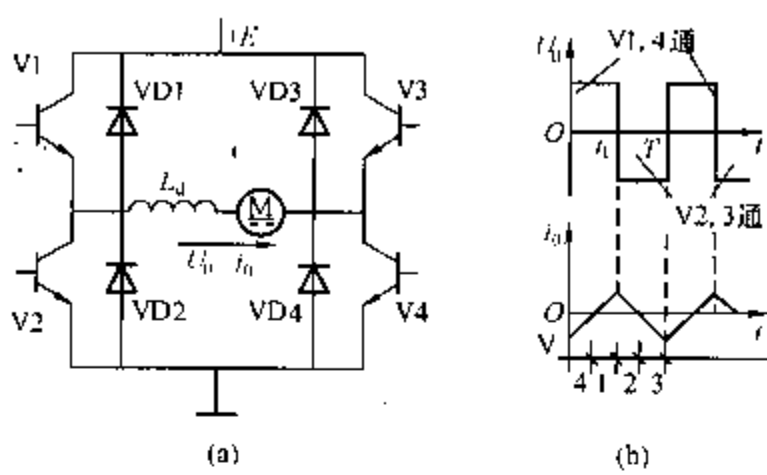 +E
V1
VD1
VD3
V3
L_d
M
U_0 i_0
V2
VD2
VD4
V4
(a)
U_0
V1, 4通
O
t_1
T
t
V2, 3通
i_0
O
t
V
4 1 2 3
(b)